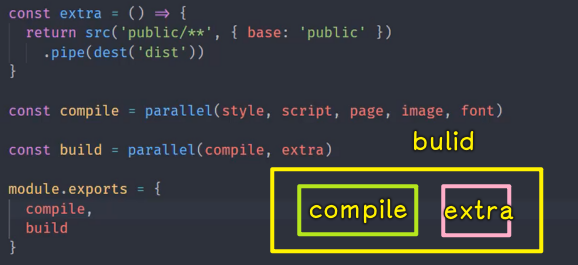 const extra = () => {
return src('public/**', { base: 'public' })
.pipe(dest('dist'))
}
const compile = parallel(style, script, page, image, font)
const build = parallel(compile, extra)
bulid
module.exports = {
compile,
build
}
compile
extra